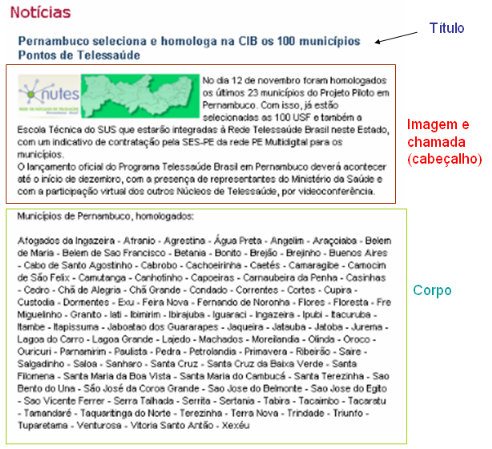 Notícias
Pernambuco seleciona e homologa na CIB os 100 municípios
Pontos de Telessaúde
Título
nutes
No dia 12 de novembro foram homologados
os últimos 23 municípios do Projeto Piloto em
Pernambuco. Com isso, já estão
selecionadas as 100 USF e também a
Escola Técnica do SUS que estarão integradas á Rede Telessaúde Brasil neste Estado,
com um indicativo de contratação pela SES-PE da rede PE Multidigital para os
municípios.
O lançamento oficial do Programa Telessaúde Brasil em Pernambuco deverá acontecer
até o início de dezembro, com a presença de representantes do Ministério da Saúde e
com a participação virtual dos outros Núcleos de Telessaúde, por videoconferência.
Imagem e
chamada
(cabeçalho)
Municípios de Pernambuco, homologados:
Afogados da Ingazeira - Afranio - Agrestina - Água Preta - Angelim - Araçoiaba - Belem
de Maria - Belem de Sao Francisco - Betania - Bonito - Brejão - Brejinho - Buenos Aires
- Cabo de Santo Agostinho - Cabrobo - Cachoeirinha - Caetés - Camaragibe - Camocim
de São Felix - Camutanga - Canhotinho - Capoeiras - Carnaubeira da Penha - Casinhas
- Cedro - Chã de Alegria - Chã Grande - Condado - Correntes - Cortes - Cupira -
Custodia - Dormentes - Exu - Feira Nova - Fernando de Noronha - Flores - Floresta - Fre
Miguelinho - Granito - Iati - Ibimirim - Ibirajuba - Iguaraci - Ingazeira - Ipubi - Itacuruba -
Itambe - Itapissuma - Jaboatao dos Guararapes - Jaqueira - Jatauba - Jatoba - Jurema -
Lagoa do Carro - Lagoa Grande - Lajedo - Machados - Moreilandia - Olinda - Oroco -
Ouricuri - Parnamirim - Paulista - Pedra - Petrolandia - Primavera - Ribeirão - Saire -
Salgadinho - Saloa - Sanharo - Santa Cruz - Santa Cruz da Baixa Verde - Santa
Filomena - Santa Maria da Boa Vista - Santa Maria do Cambucá - Santa Terezinha - Sao
Bento do Una - São José da Coroa Grande - Sao Jose do Belmonte - Sao Jose do Egito
- Sao Vicente Ferrer - Serra Talhada - Serrita - Sertania - Tabira - Tacaimbo - Tacaratu
- Tamandaré - Taquaritinga do Norte - Terezinha - Terra Nova - Trindade - Triunfo -
Tuparetama - Venturosa - Vitoria Santo Antão - Xexéu
Corpo